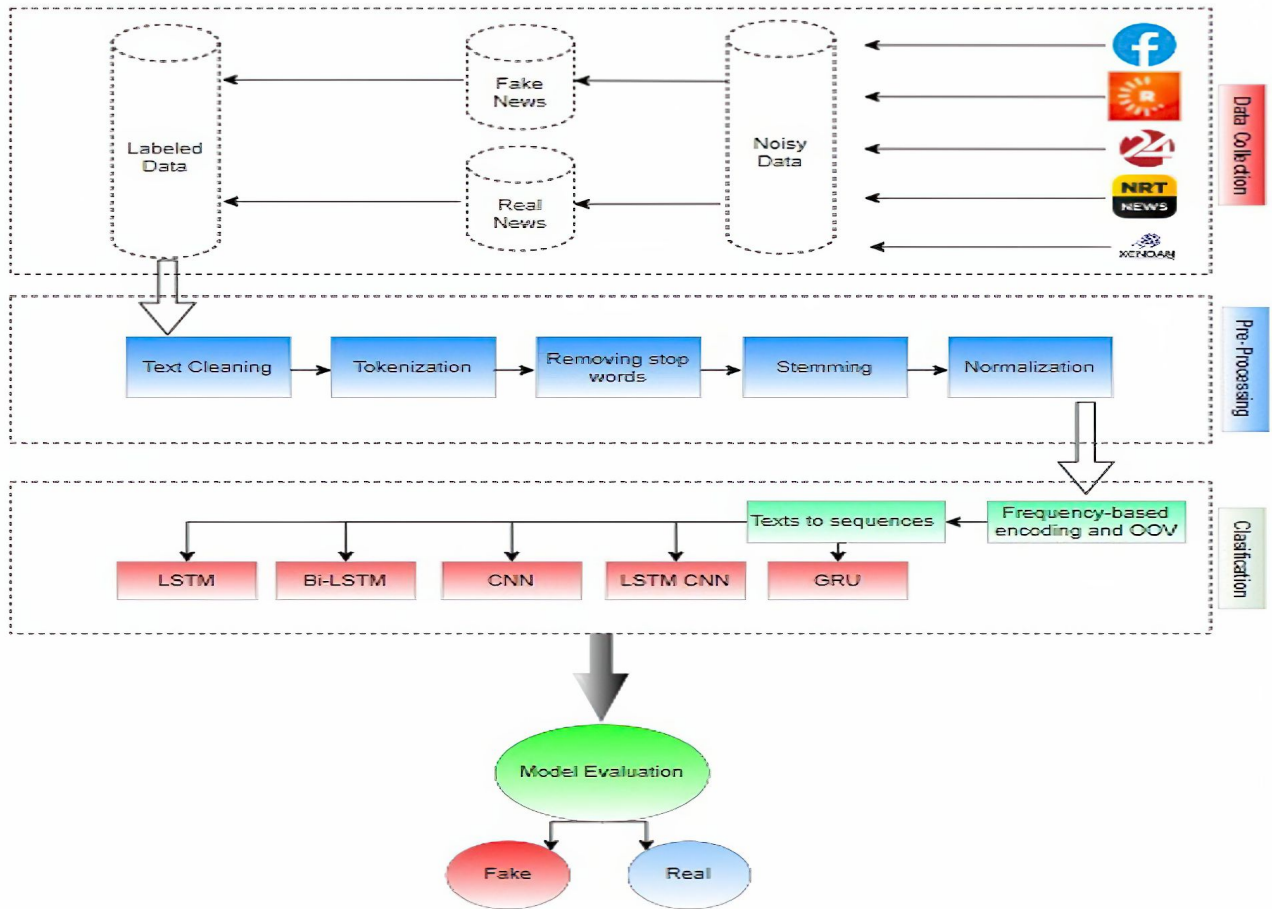 Fake
News
Labeled
Data
Noisy
Data
Real
News
f
R
24
NRT
NEWS
XENDAN
Data Collection
Text Cleaning
Tokenization
Removing stop
words
Stemming
Normalization
Pre-Processing
Texts to sequences
Frequency-based
encoding and OOV
LSTM
Bi-LSTM
CNN
LSTM CNN
GRU
Clasification
Model Evaluation
Fake
Real